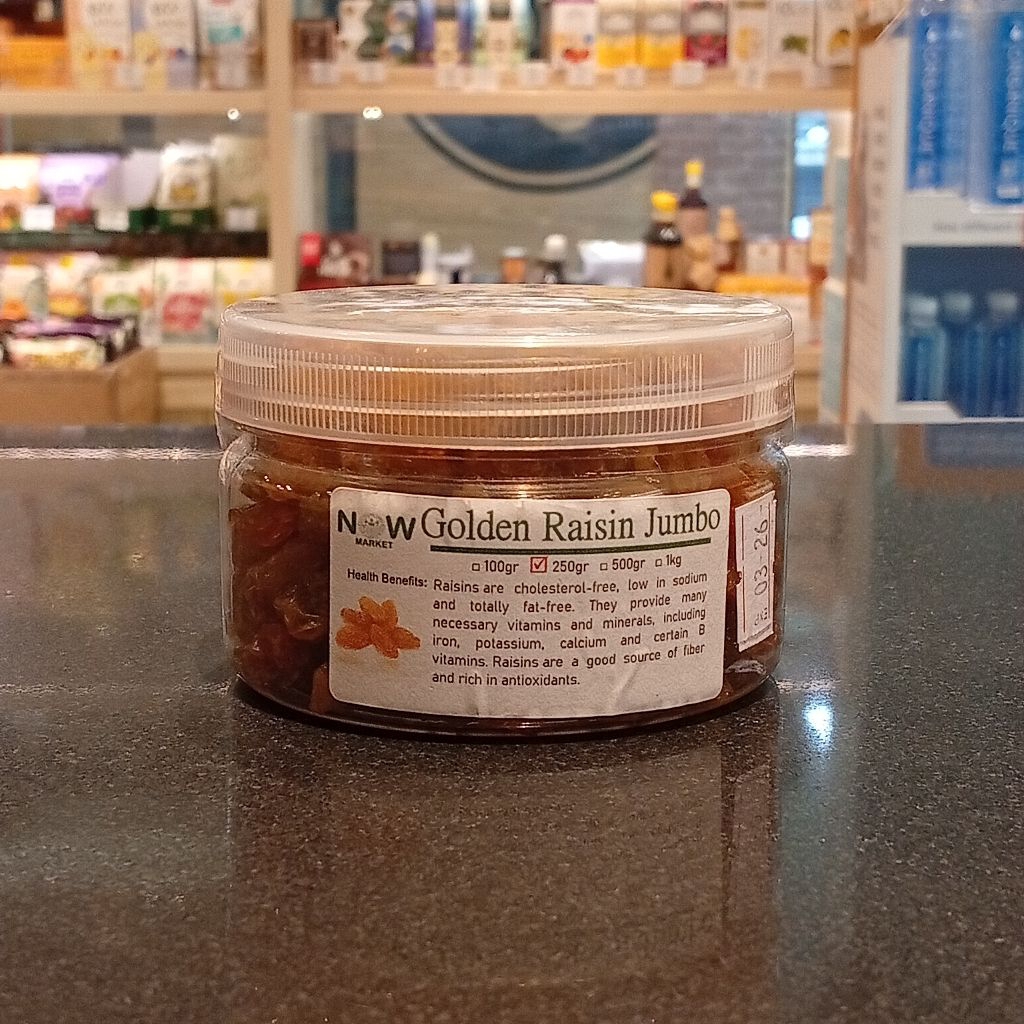 NOW
MARKET
Golden Raisin Jumbo
100gr 250gr 500gr 1kg
Health Benefits:
Raisins are cholesterol-free, low in sodium
and totally fat-free. They provide many
necessary vitamins and minerals, including
iron, potassium, calcium and certain B
vitamins. Raisins are a good source of fiber
and rich in antioxidants.
03-26-